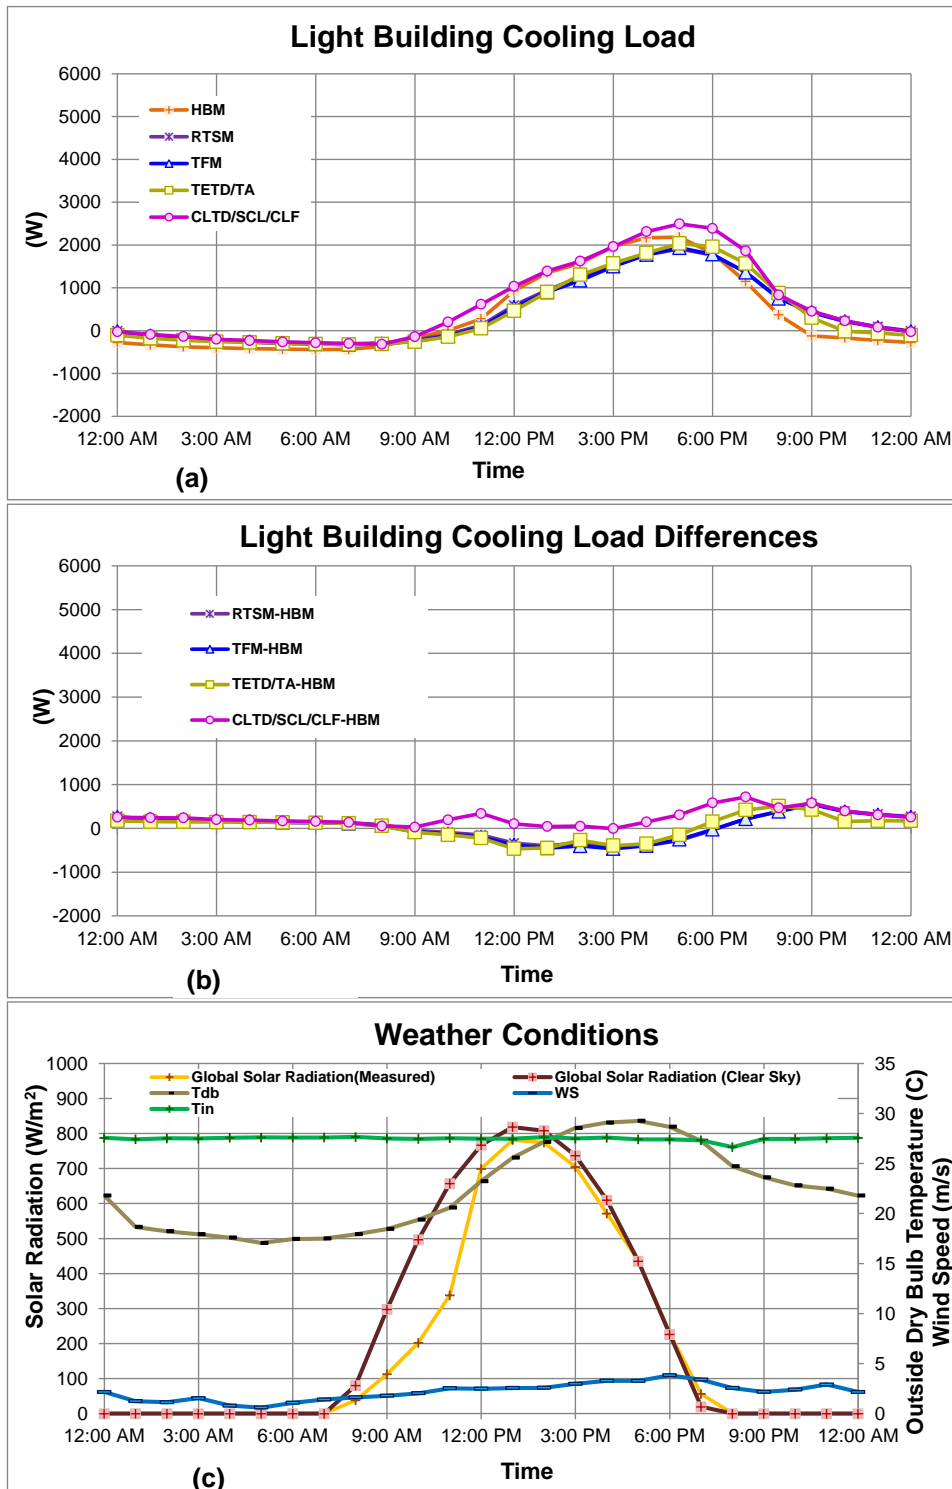 Light Building Cooling Load
6000
5000
4000
3000
2000
1000
0
-1000
-2000
(W)
HBM
RTSM
TFM
TETD/TA
CLTD/SCL/CLF
12:00 AM 3:00 AM 6:00 AM 9:00 AM 12:00 PM 3:00 PM 6:00 PM 9:00 PM 12:00 AM
Time
(a)
Light Building Cooling Load Differences
6000
5000
4000
3000
2000
1000
0
-1000
-2000
(W)
RTSM-HBM
TFM-HBM
TETD/TA-HBM
CLTD/SCL/CLF-HBM
12:00 AM 3:00 AM 6:00 AM 9:00 AM 12:00 PM 3:00 PM 6:00 PM 9:00 PM 12:00 AM
Time
(b)
Weather Conditions
1000
900
800
700
600
500
400
300
200
100
0
Solar Radiation (W/m²)
Global Solar Radiation(Measured)
Global Solar Radiation (Clear Sky)
Tdb
WS
Tin
35
30
25
20
15
10
5
0
Outside Dry Bulb Temperature (C)
Wind Speed (m/s)
12:00 AM 3:00 AM 6:00 AM 9:00 AM 12:00 PM 3:00 PM 6:00 PM 9:00 PM 12:00 AM
Time
(c)